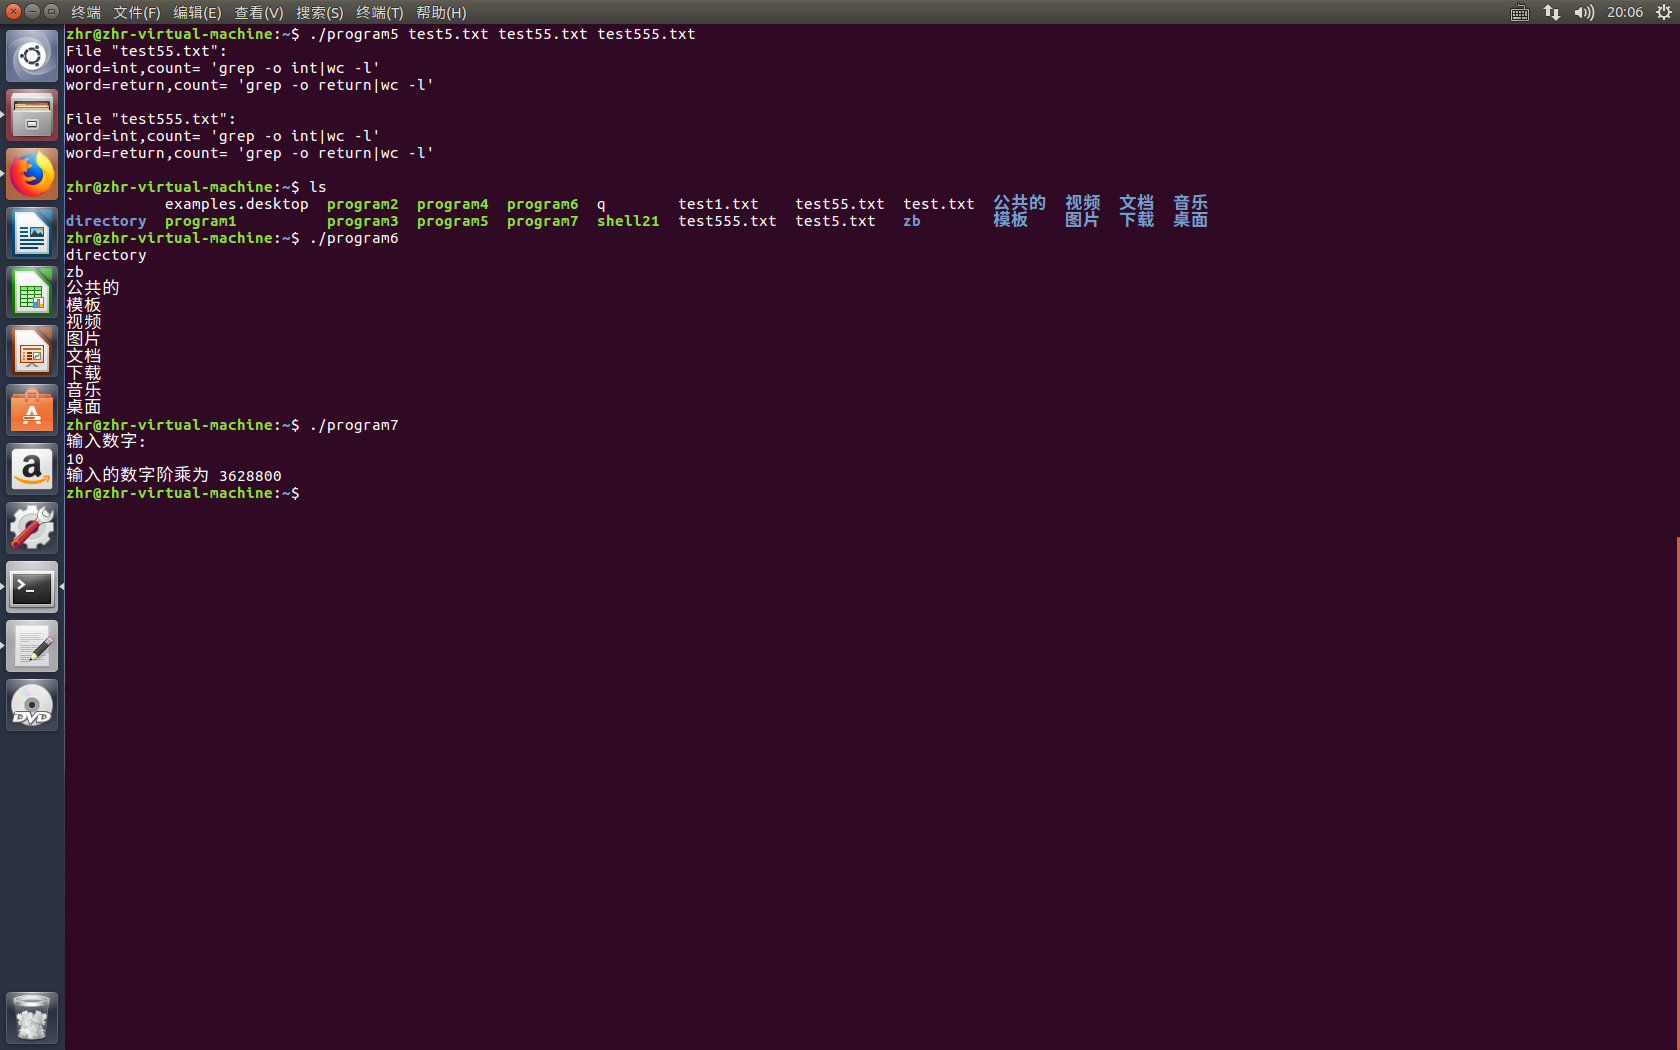 终端 文件(F) 编辑(E) 查看(V) 搜索(S) 终端(T) 帮助(H) 20:06
zhr@zhr-virtual-machine:~$ ./program5 test5.txt test55.txt test555.txt
File "test55.txt":
word=int,count= 'grep -o int|wc -l'
word=return,count= 'grep -o return|wc -l'
File "test555.txt":
word=int,count= 'grep -o int|wc -l'
word=return,count= 'grep -o return|wc -l'
zhr@zhr-virtual-machine:~$ ls
` examples.desktop program2 program4 program6 q test1.txt test55.txt test.txt 公共的 视频 文档 音乐
directory program1 program3 program5 program7 shell21 test555.txt test5.txt zb 模板 图片 下载 桌面
zhr@zhr-virtual-machine:~$ ./program6
directory
zb
公共的
模板
视频
图片
文档
下载
音乐
桌面
zhr@zhr-virtual-machine:~$ ./program7
输入数字:
10
输入的数字阶乘为 3628800
zhr@zhr-virtual-machine:~$
a
>_
DVD